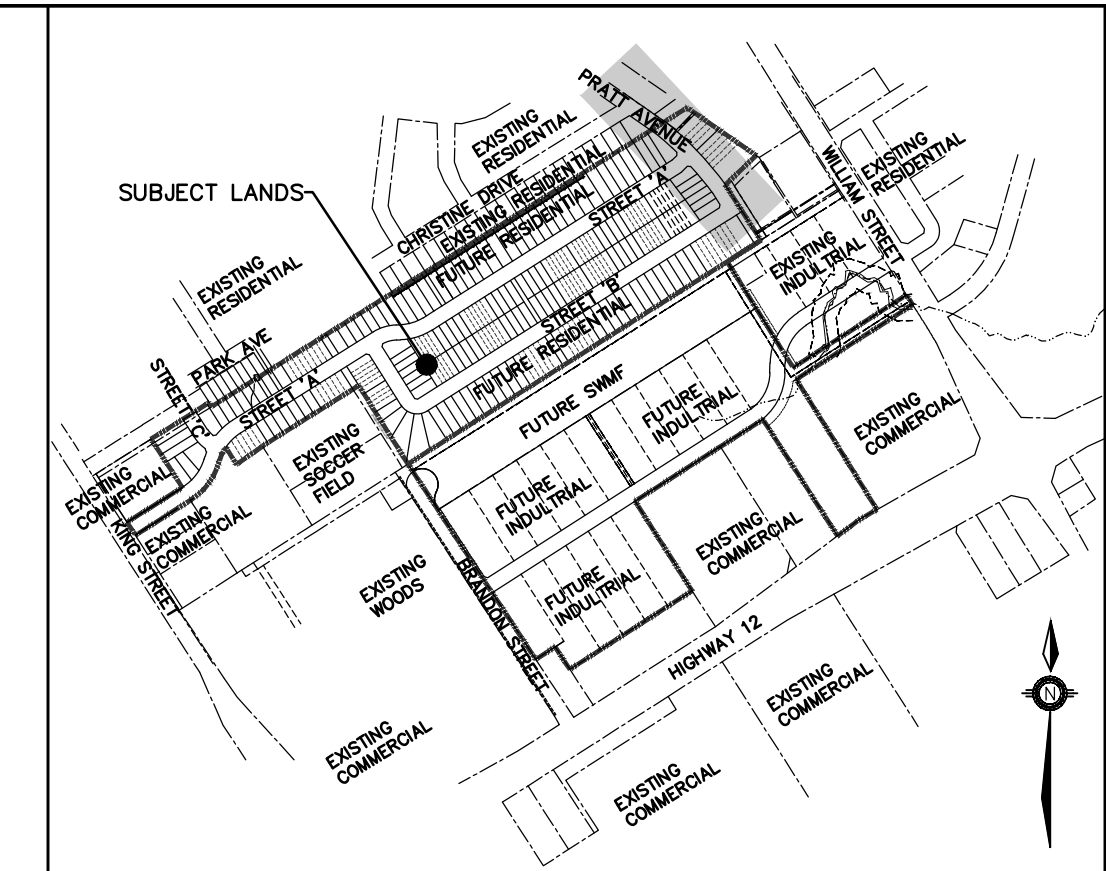 PRATT AVENUE
EXISTING
RESIDENTIAL
WILLIAM STREET
EXISTING
RESIDENTIAL
SUBJECT LANDS
CHRISTINE DRIVE
EXISTING RESIDENTIAL
FUTURE RESIDENTIAL
STREET 'A'
EXISTING
RESIDENTIAL
EXISTING
INDULTRIAL
STREET 'B'
FUTURE RESIDENTIAL
PARK AVE
STREET 'C'
STREET 'A'
FUTURE SWMF
FUTURE
INDULTRIAL
EXISTING
COMMERCIAL
EXISTING
SOCCER
FIELD
EXISTING
COMMERCIAL
KING STREET
EXISTING
COMMERCIAL
FUTURE
INDULTRIAL
EXISTING
COMMERCIAL
EXISTING
WOODS
BRANDON STREET
FUTURE
INDULTRIAL
HIGHWAY 12
EXISTING
COMMERCIAL
N
EXISTING
COMMERCIAL
EXISTING
COMMERCIAL